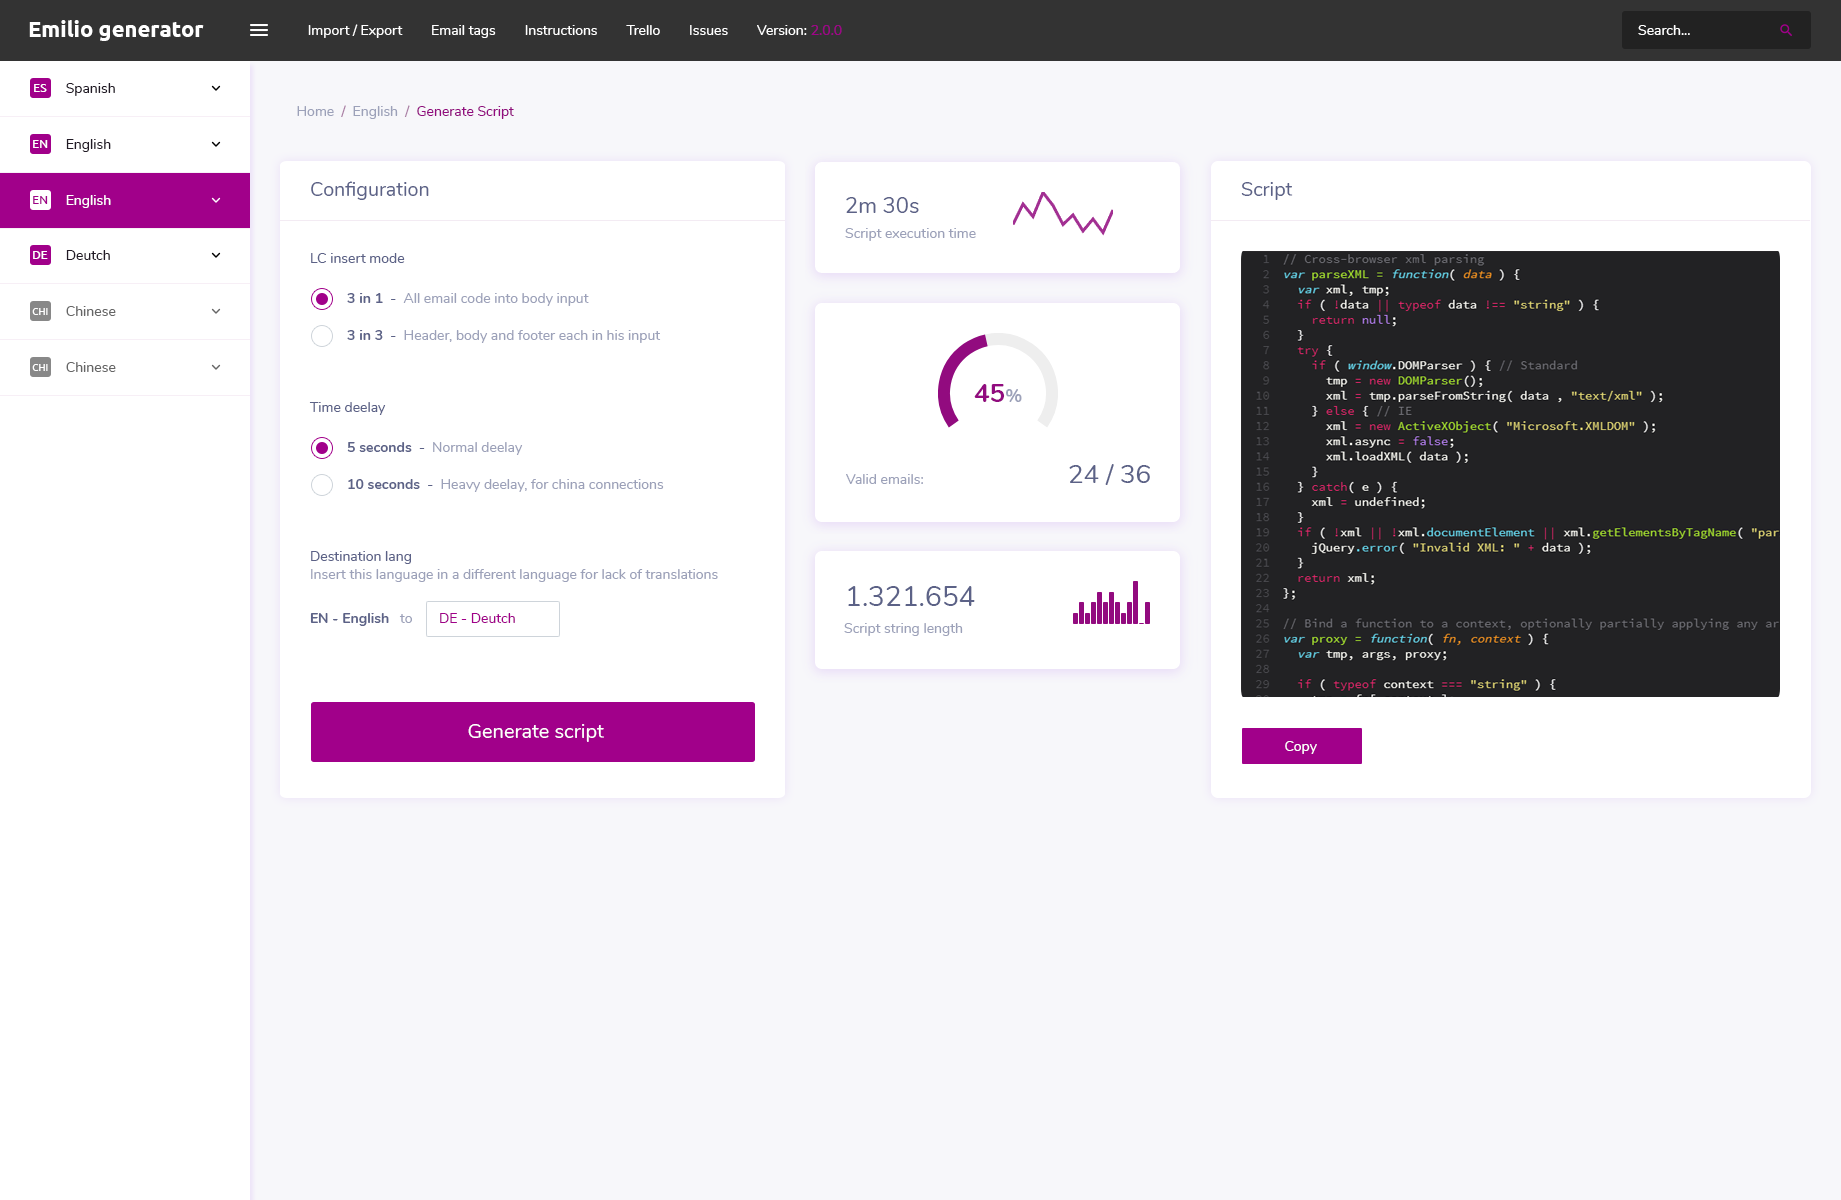 Emilio generator
Import / Export
Email tags
Instructions
Trello
Issues
Version: 2.0.0
Search...
ES Spanish
EN English
EN English
DE Deutch
CHI Chinese
CHI Chinese
Home / English / Generate Script
Configuration
LC insert mode
3 in 1 - All email code into body input
3 in 3 - Header, body and footer each in his input
Time deelay
5 seconds - Normal deelay
10 seconds - Heavy deelay, for china connections
Destination lang
Insert this language in a different language for lack of translations
EN - English to DE - Deutch
Generate script
2m 30s
Script execution time
45%
Valid emails: 24 / 36
1.321.654
Script string length
Script
1 // Cross-browser xml parsing
2 var parseXML = function( data ) {
3 var xml, tmp;
4 if ( !data || typeof data !== "string" ) {
5 return null;
6 }
7 try {
8 if ( window.DOMParser ) { // Standard
9 tmp = new DOMParser();
10 xml = tmp.parseFromString( data , "text/xml" );
11 } else { // IE
12 xml = new ActiveXObject( "Microsoft.XMLDOM" );
13 xml.async = false;
14 xml.loadXML( data );
15 }
16 } catch( e ) {
17 xml = undefined;
18 }
19 if ( !xml || !xml.documentElement || xml.getElementsByTagName( "par
20 jQuery.error( "Invalid XML: " + data );
21 }
22 return xml;
23 };
24
25 // Bind a function to a context, optionally partially applying any ar
26 var proxy = function( fn, context ) {
27 var tmp, args, proxy;
28
29 if ( typeof context === "string" ) {
Copy